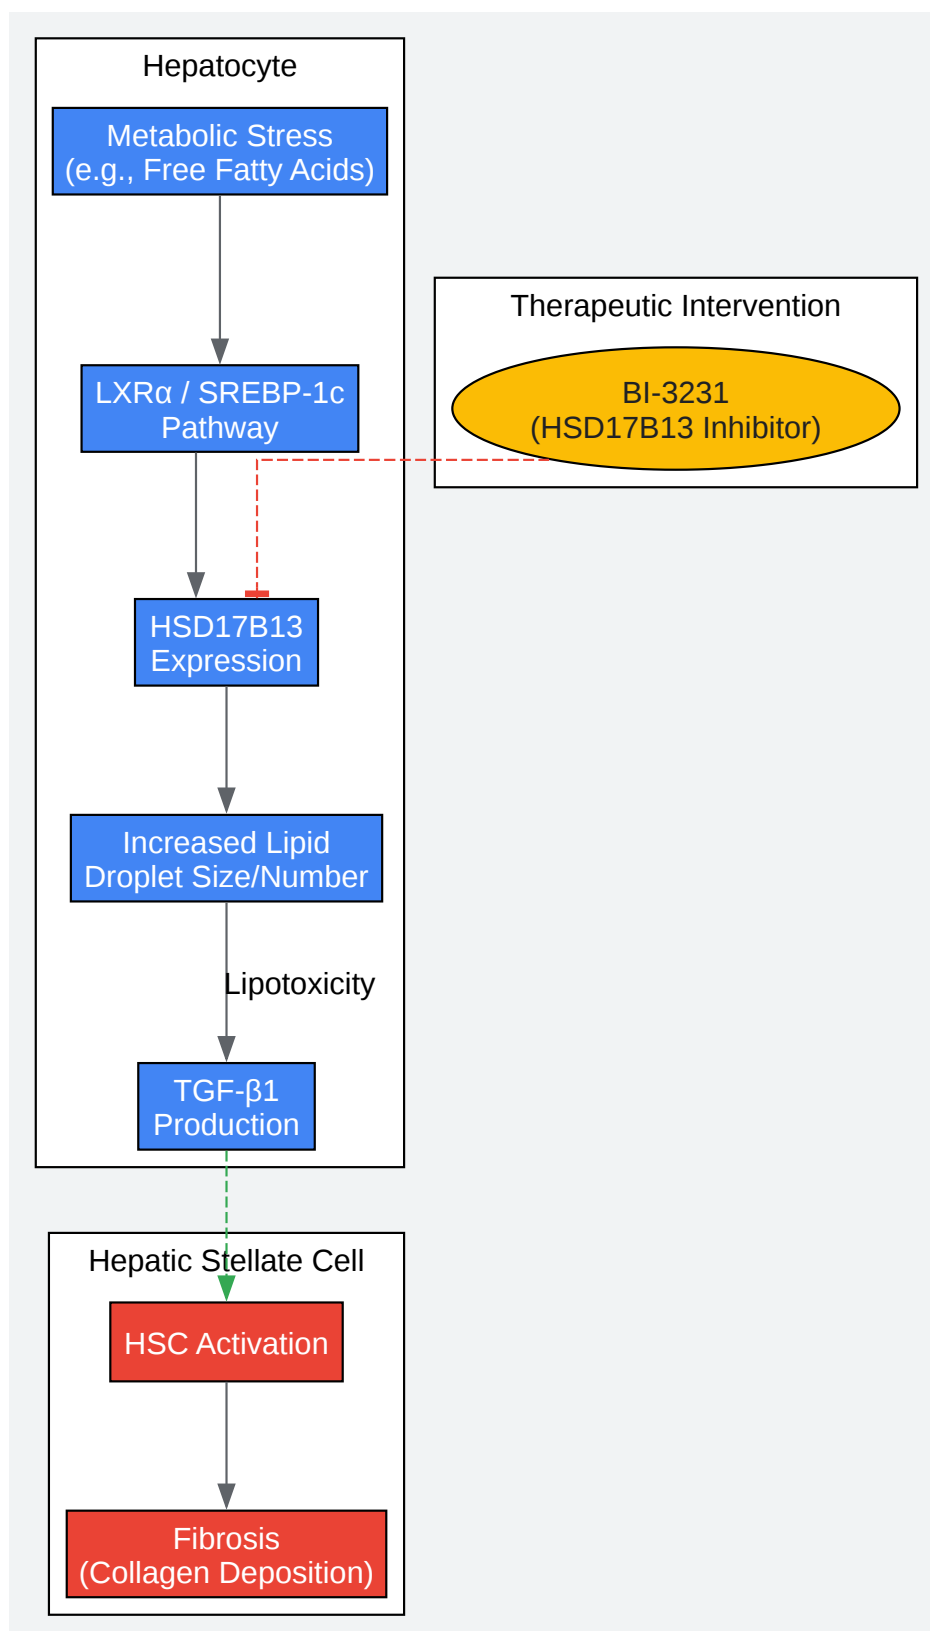 Hepatocyte
Metabolic Stress
(e.g., Free Fatty Acids)
LXRα / SREBP-1c
Pathway
Therapeutic Intervention
BI-3231
(HSD17B13 Inhibitor)
HSD17B13
Expression
Increased Lipid
Droplet Size/Number
Lipotoxicity
TGF-β1
Production
Hepatic Stellate Cell
HSC Activation
Fibrosis
(Collagen Deposition)